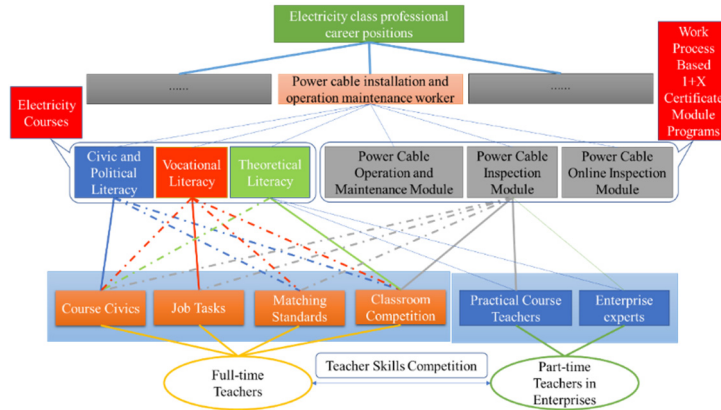 Electricity class professional
career positions
Work
Process
Based
1+X
Certificate
Module
Programs
......
Power cable installation and
operation maintenance worker
......
Electricity
Courses
Civic and
Political
Literacy
Vocational
Literacy
Theoretical
Literacy
Power Cable
Operation and
Maintenance Module
Power Cable
Inspection
Module
Power Cable
Online Inspection
Module
Course Civics
Job Tasks
Matching
Standards
Classroom
Competition
Practical Course
Teachers
Enterprise
experts
Full-time
Teachers
Teacher Skills Competition
Part-time
Teachers in
Enterprises